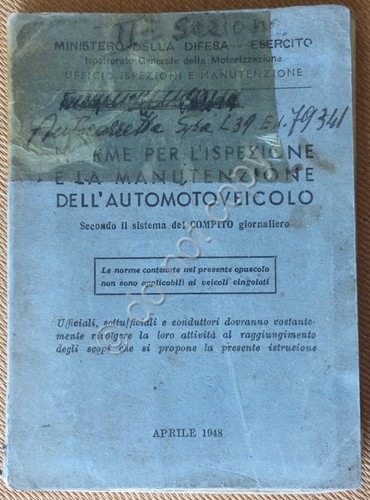 II - Sezione
MINISTERO DELLA DIFESA - ESERCITO
Ispettorato Generale della Motorizzazione
UFFICIO ISPEZIONI E MANUTENZIONE
Autocarretta Spa L39 E.I. 79341
NORME PER L'ISPEZIONE
E LA MANUTENZIONE
DELL'AUTOMOTOVEICOLO
Secondo il sistema del COMPITO giornaliero
Le norme contenute nel presente opuscolo
non sono applicabili ai veicoli cingolati
Ufficiali, sottufficiali e conduttori dovranno costante-
mente rivolgere la loro attività al raggiungimento
degli scopi che si propone la presente istruzione
APRILE 1948